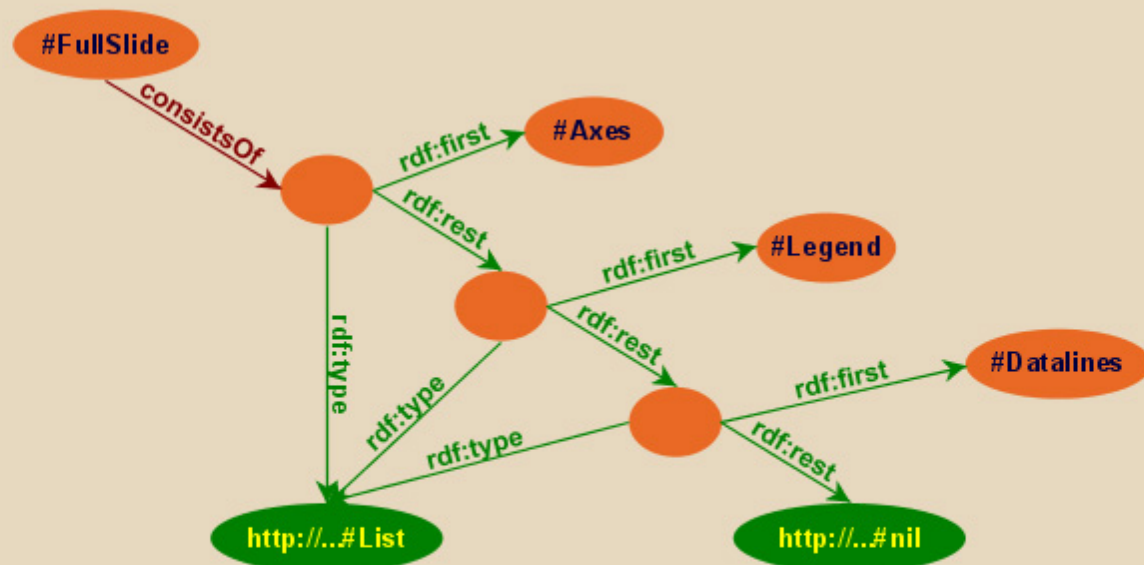 #FullSlide
consistsOf
rdf:first
#Axes
rdf:rest
rdf:first
#Legend
rdf:type
rdf:rest
rdf:type
rdf:first
#Datalines
rdf:type
rdf:rest
http://...#List
http://...#nil